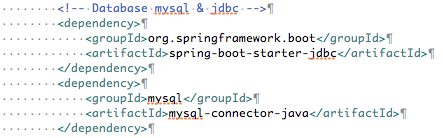 <!-- Database mysql & jdbc -->
<dependency>
<groupId>org.springframework.boot</groupId>
<artifactId>spring-boot-starter-jdbc</artifactId>
</dependency>
<dependency>
<groupId>mysql</groupId>
<artifactId>mysql-connector-java</artifactId>
</dependency>